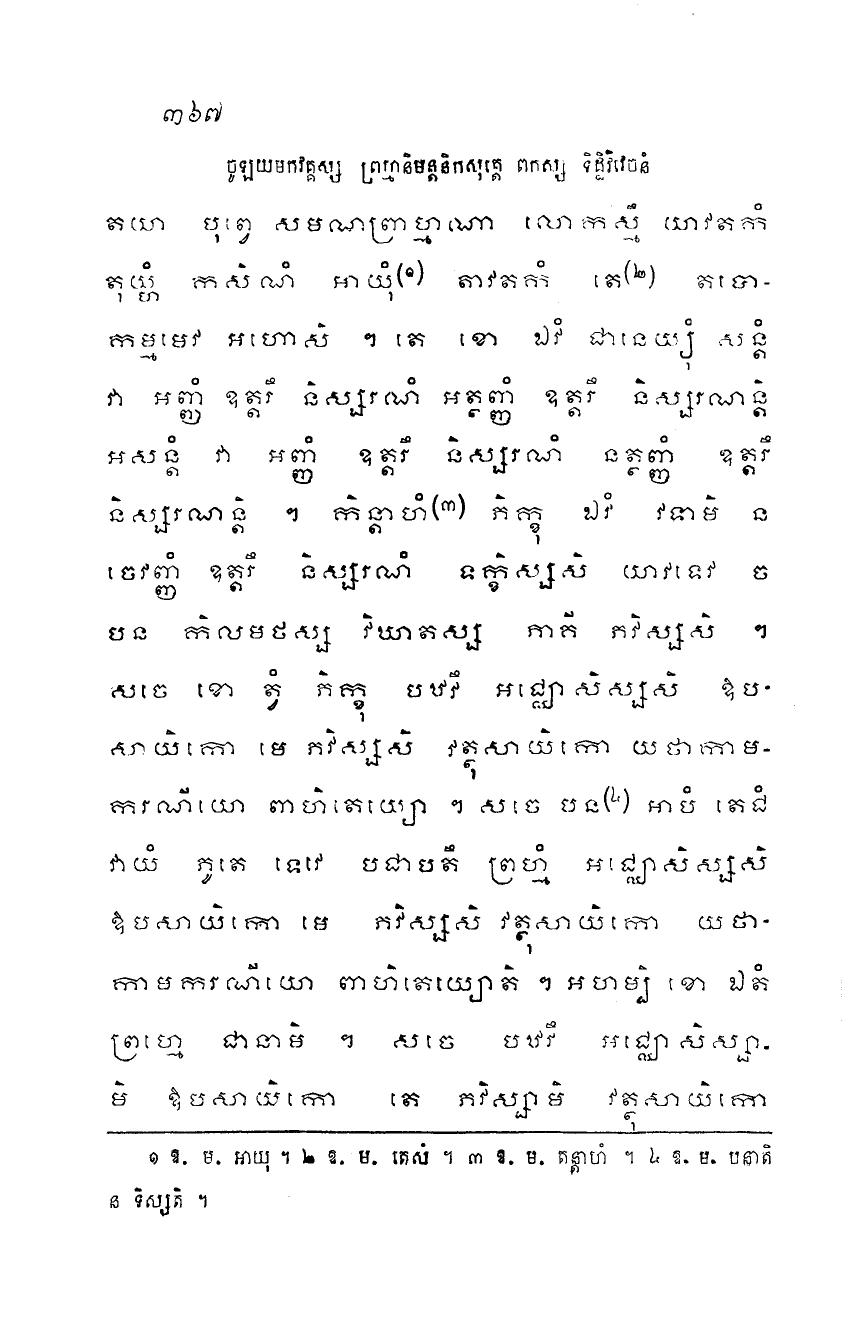 ៣៦៧
ចូឡយមកវគ្គស្ស ព្រហ្មនិមន្តនិកសុត្តេ ពកស្ស ទិដ្ឋិវិវេចនំ
តយា បុព្វេ សមណព្រាហ្មណា លោកស្មឹ យាវតកំ
តុយ្ហំ កសិណំ អាយុំ(១) តាវតកំ តេ(២) តបោ-
កម្មមេវ អហោសិ ។ តេ ខោ ឯវំ ជានេយ្យុំ សន្តំ
វា អញ្ញំ ឧត្តរឹ និស្សរណំ អត្ថញ្ញំ ឧត្តរឹ និស្សរណន្តិ
អសន្តំ វា អញ្ញំ ឧត្តរឹ និស្សរណំ នត្ថញ្ញំ ឧត្តរឹ
និស្សរណន្តិ ។ កិន្តាហំ(៣) ភិក្ខុ ឯវំ វទាមិ ន
ចេវញ្ញំ ឧត្តរឹ និស្សរណំ ទក្ខិស្សសិ យាវទេវ ច
បន កិលមថស្ស វិឃាតស្ស ភាគី ភវិស្សសិ ។
សចេ ខោ ត្វំ ភិក្ខុ បឋវឹ អជ្ឈោសិស្សសិ ឱប-
សាយិកោ មេ ភវិស្សសិ វត្ថុសាយិកោ យថាកាម-
ករណីយោ ពាហិតេយ្យោ ។ សចេ បន(៤) អាបំ តេជំ
វាយំ ភូតេ ទេវេ បជាបតឹ ព្រហ្មំ អជ្ឈោសិស្សសិ
ឱបសាយិកោ មេ ភវិស្សសិ វត្ថុសាយិកោ យថា-
កាមករណីយោ ពាហិតេយ្យោតិ ។ អហម្បិ ខោ ឯតំ
ព្រហ្មេ ជានាមិ ។ សចេ បឋវឹ អជ្ឈោសិស្សា-
មិ ឱបសាយិកោ តេ ភវិស្សាមិ វត្ថុសាយិកោ
១ ឱ. ម. អាយុ ។ ២ ឱ. ម. តេសំ ។ ៣ ឱ. ម. តន្តាហំ ។ ៤ ឱ. ម. បនាតិ
ន ទិស្សតិ ។